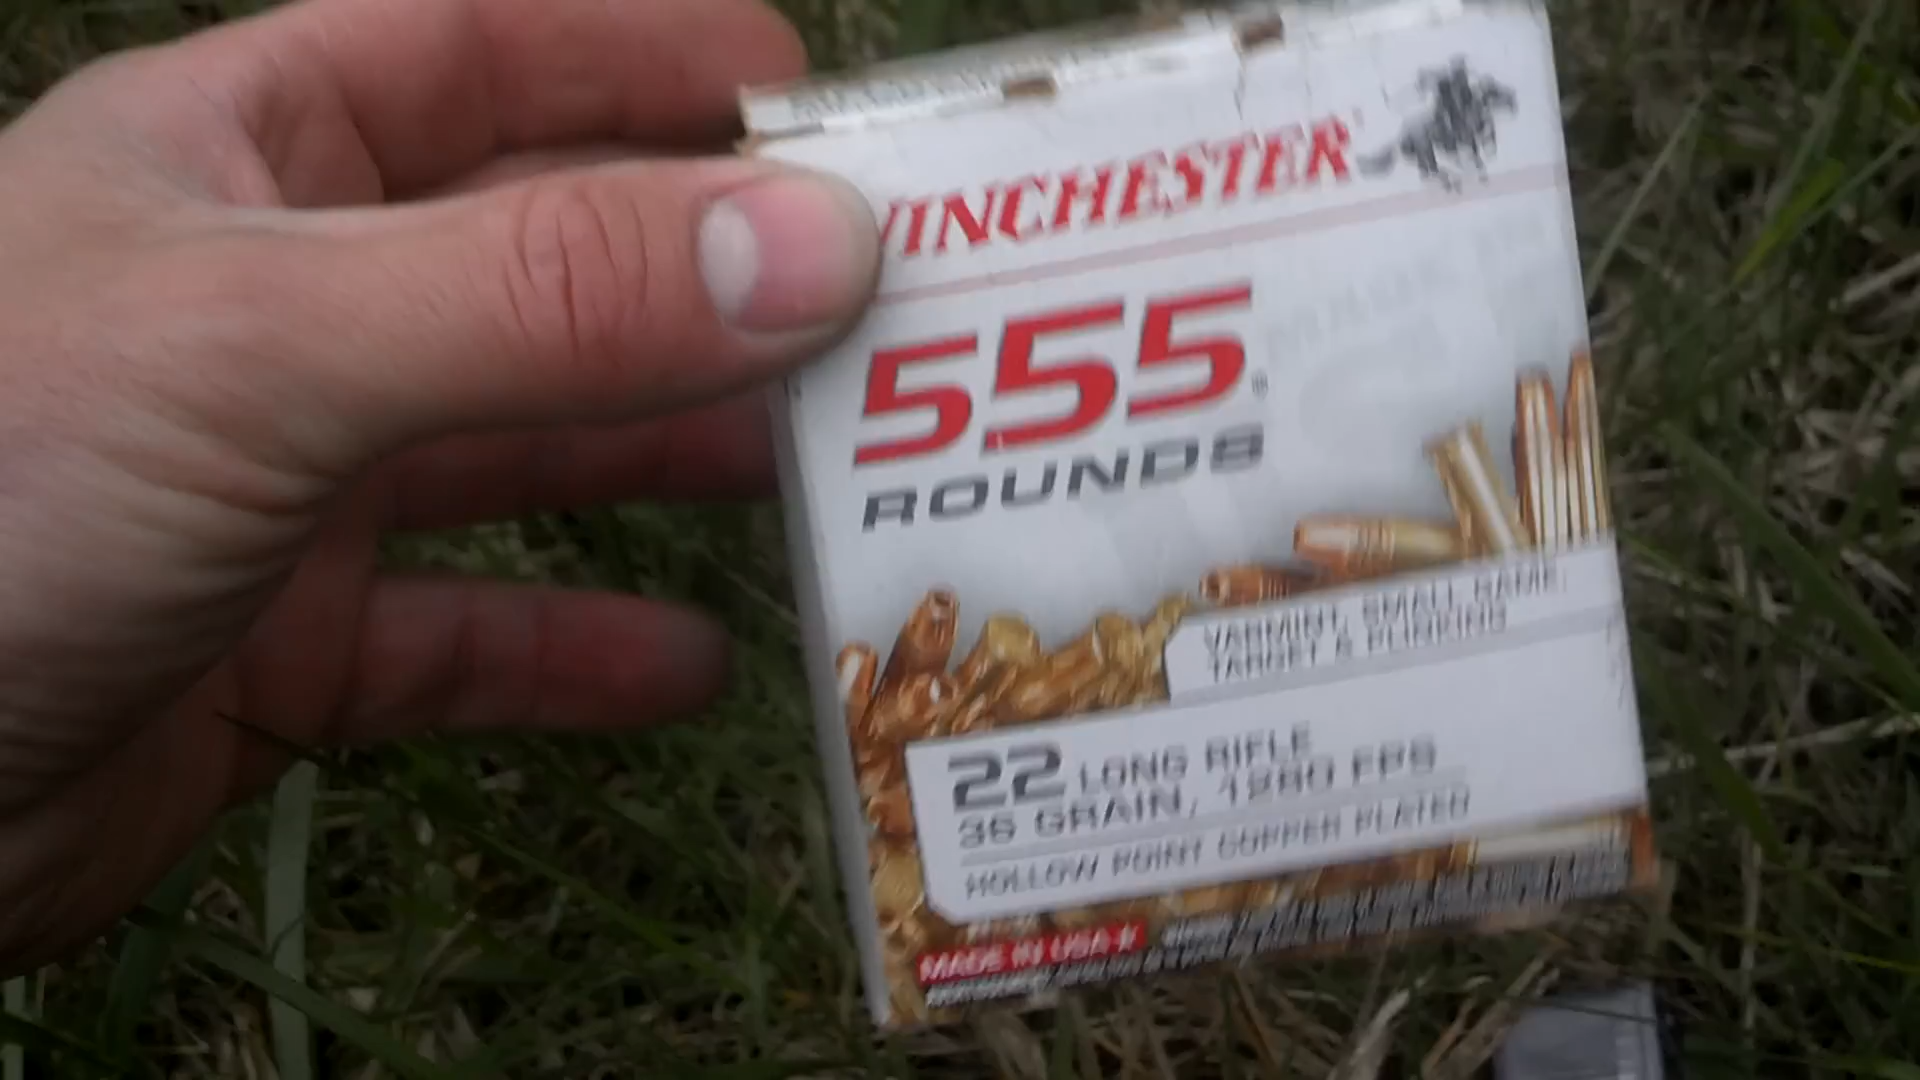 WINCHESTER
555®
ROUNDS
VARMINT, SMALL GAME,
TARGET & PLINKING
22 LONG RIFLE
36 GRAIN, 1280 FPS
HOLLOW POINT COPPER PLATED
MADE IN USA